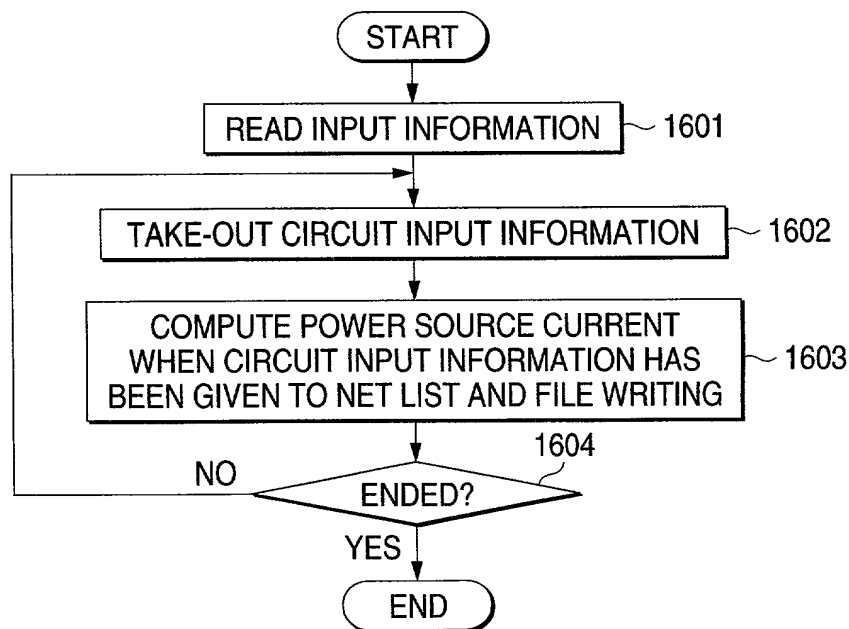 START
READ INPUT INFORMATION
1601
TAKE-OUT CIRCUIT INPUT INFORMATION
1602
COMPUTE POWER SOURCE CURRENT
WHEN CIRCUIT INPUT INFORMATION HAS
BEEN GIVEN TO NET LIST AND FILE WRITING
1603
1604
NO
ENDED?
YES
END